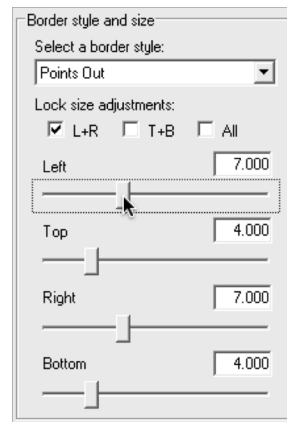 Border style and size
Select a border style:
Points Out
Lock size adjustments:
L+R T+B All
Left 7.000
Top 4.000
Right 7.000
Bottom 4.000